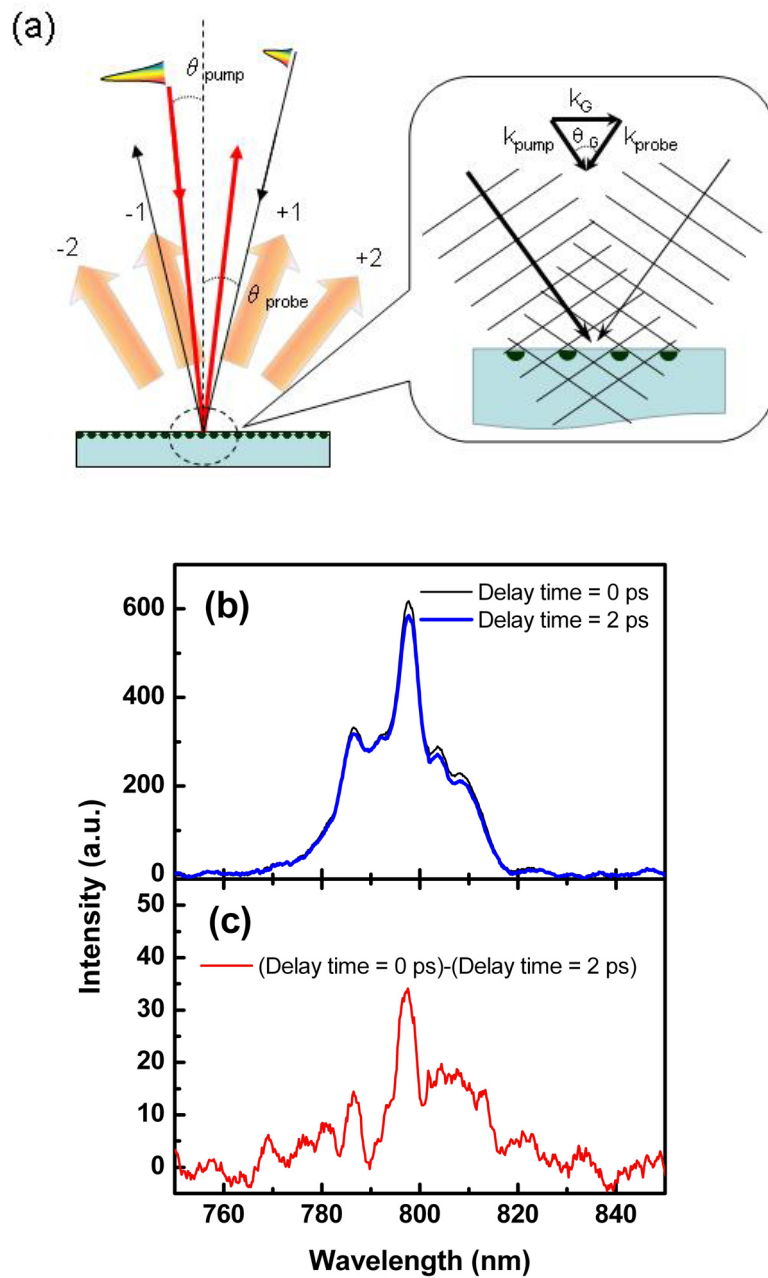 (a)
θ pump
k_G
θ_G
k_pump
k_probe
-1
+1
-2
+2
θ probe
(b)
Delay time = 0 ps
Delay time = 2 ps
600
400
200
0
Intensity (a.u.)
(c)
(Delay time = 0 ps)-(Delay time = 2 ps)
50
40
30
20
10
0
760 780 800 820 840
Wavelength (nm)